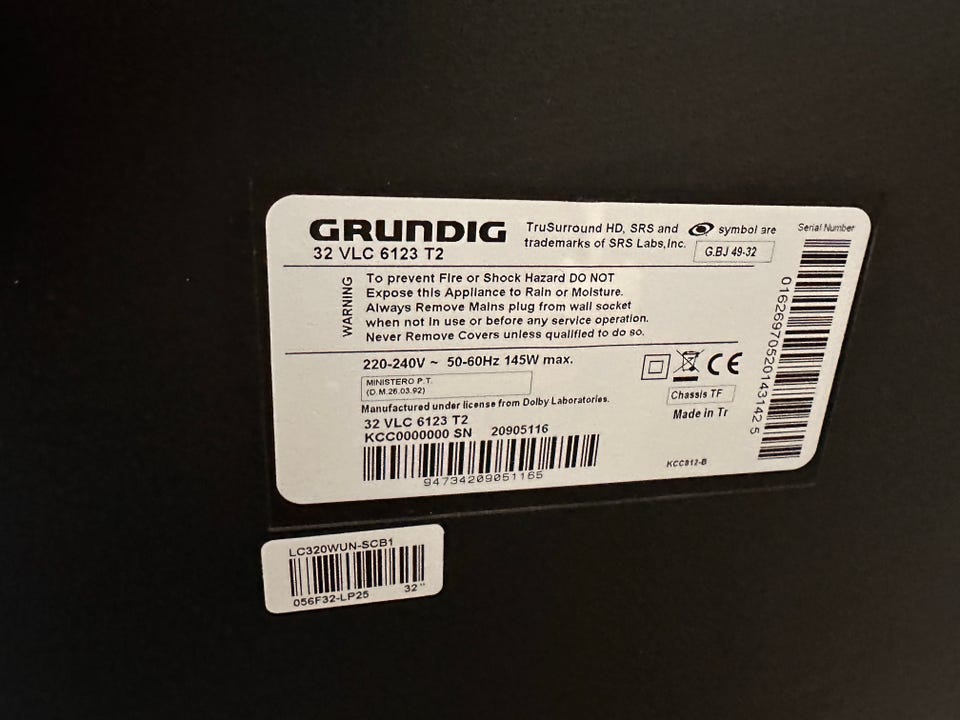 GRUNDIG
32 VLC 6123 T2
TruSurround HD, SRS and symbol are
trademarks of SRS Labs,Inc.
G.BJ 49-32
Serial Number
WARNING
To prevent Fire or Shock Hazard DO NOT
Expose this Appliance to Rain or Moisture.
Always Remove Mains plug from wall socket
when not in use or before any service operation.
Never Remove Covers unless qualified to do so.
220-240V ~ 50-60Hz 145W max.
MINISTERO P.T.
(D.M.26.03.92)
CE
Chassis TF
Manufactured under license from Dolby Laboratories.
Made in Tr
32 VLC 6123 T2
KCC0000000 SN 20905116
94734209051165
KCC812-B
01626970520143142 5
LC320WUN-SCB1
056F32-LP25 32"